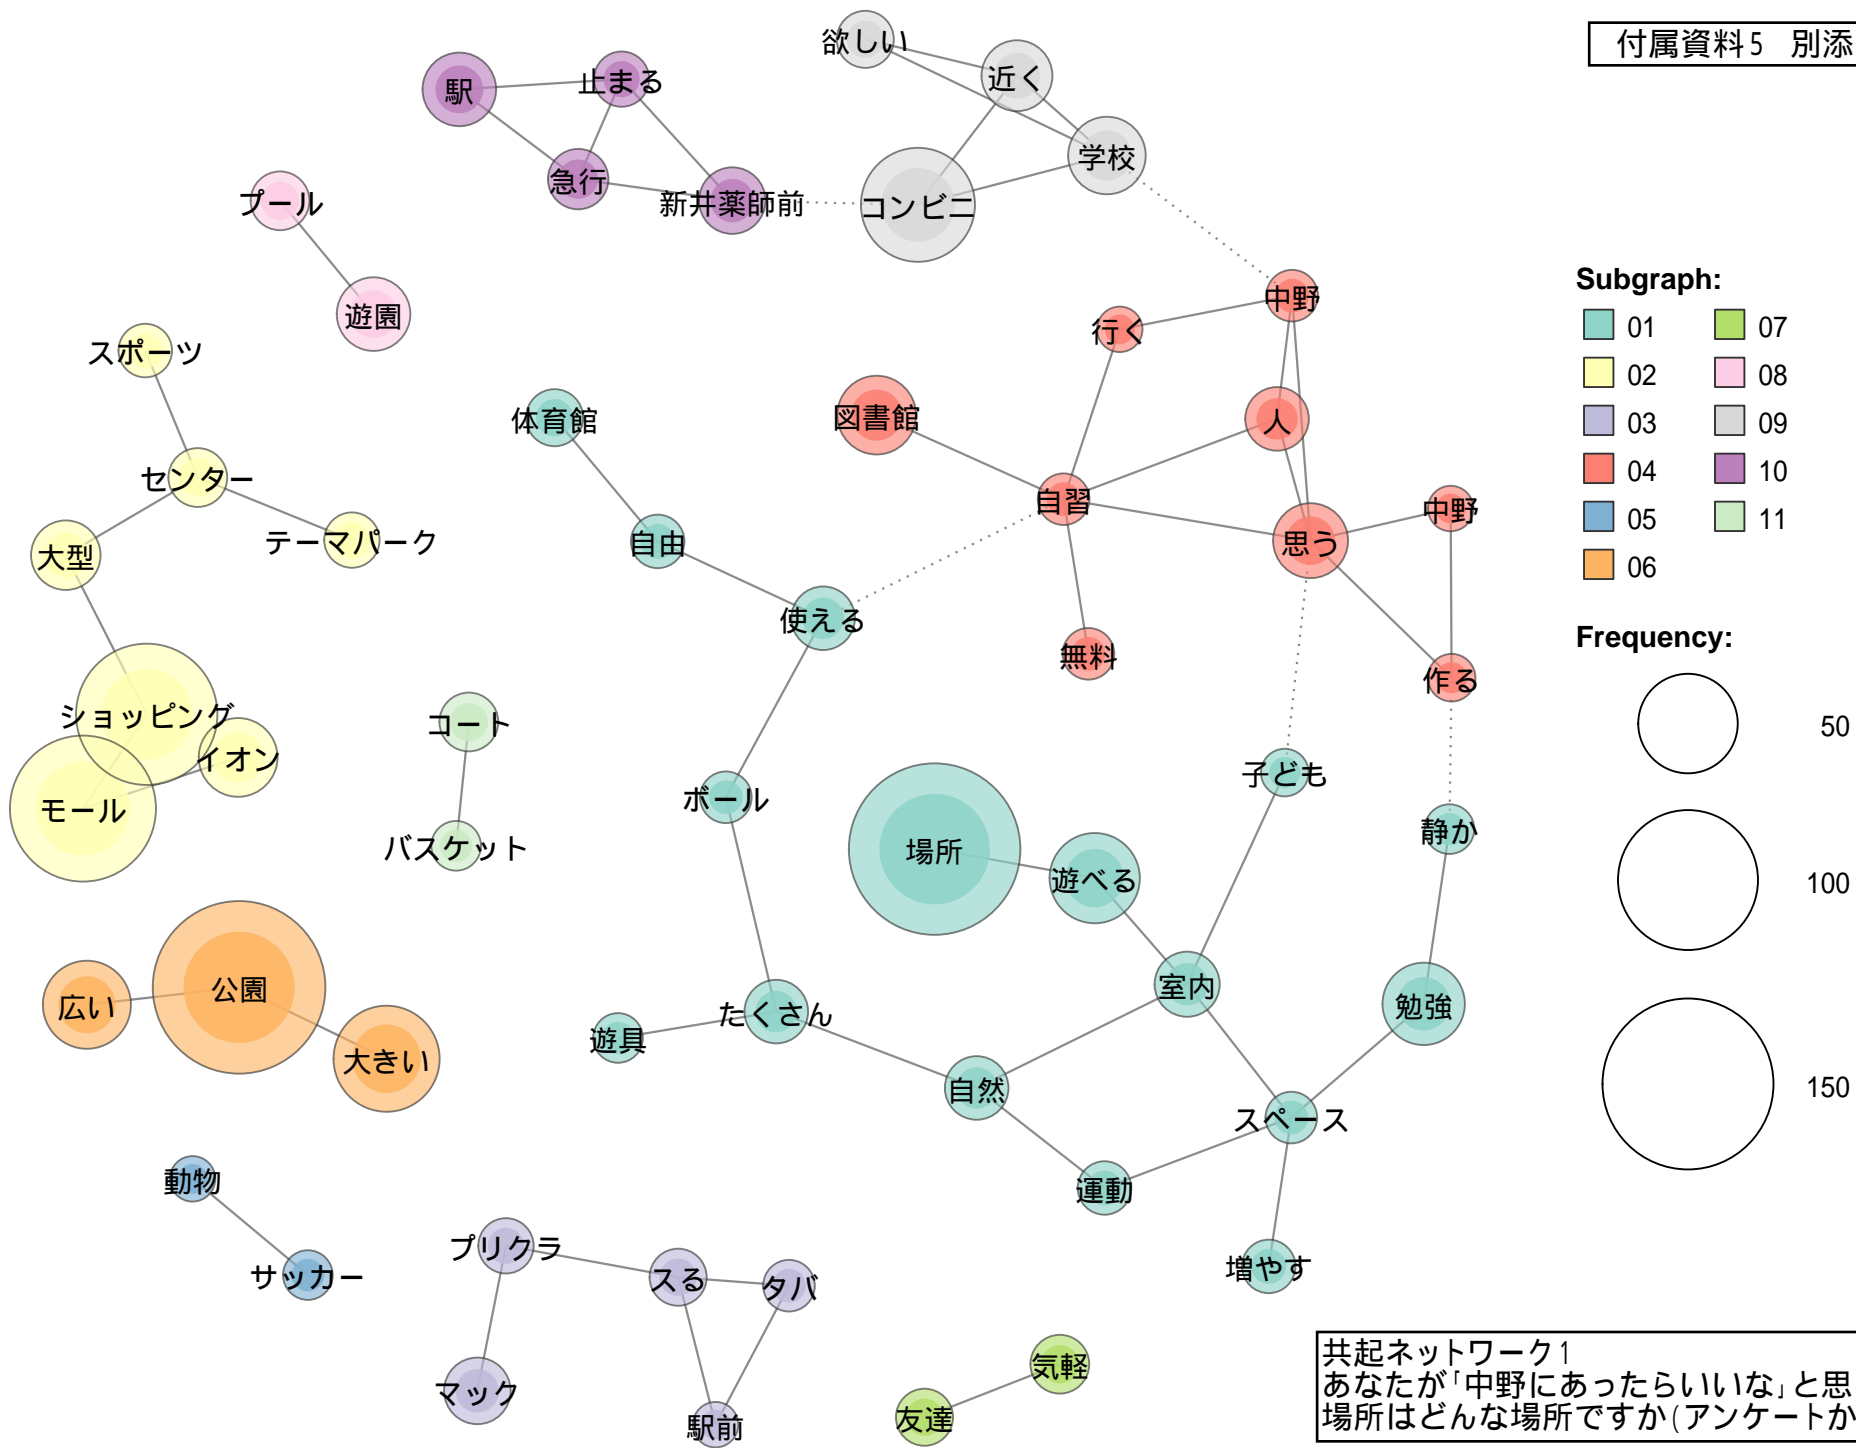 付属資料5 別添
欲しい
近く
駅
止まる
学校
急行
新井薬師前
コンビニ
プール
遊園
中野
行く
スポーツ
体育館
図書館
人
センター
自習
中野
テーマパーク
大型
自由
思う
使える
無料
作る
ショッピング
コート
イオン
モール
ボール
子ども
バスケット
場所
遊べる
静か
公園
広い
室内
勉強
大きい
たくさん
遊具
自然
スペース
動物
運動
プリクラ
サッカー
スる
タバ
増やす
マック
駅前
気軽
友達
Subgraph:
01 07
02 08
03 09
04 10
05 11
06
Frequency:
50
100
150
共起ネットワーク1
あなたが「中野にあったらいいな」と思
場所はどんな場所ですか(アンケートか